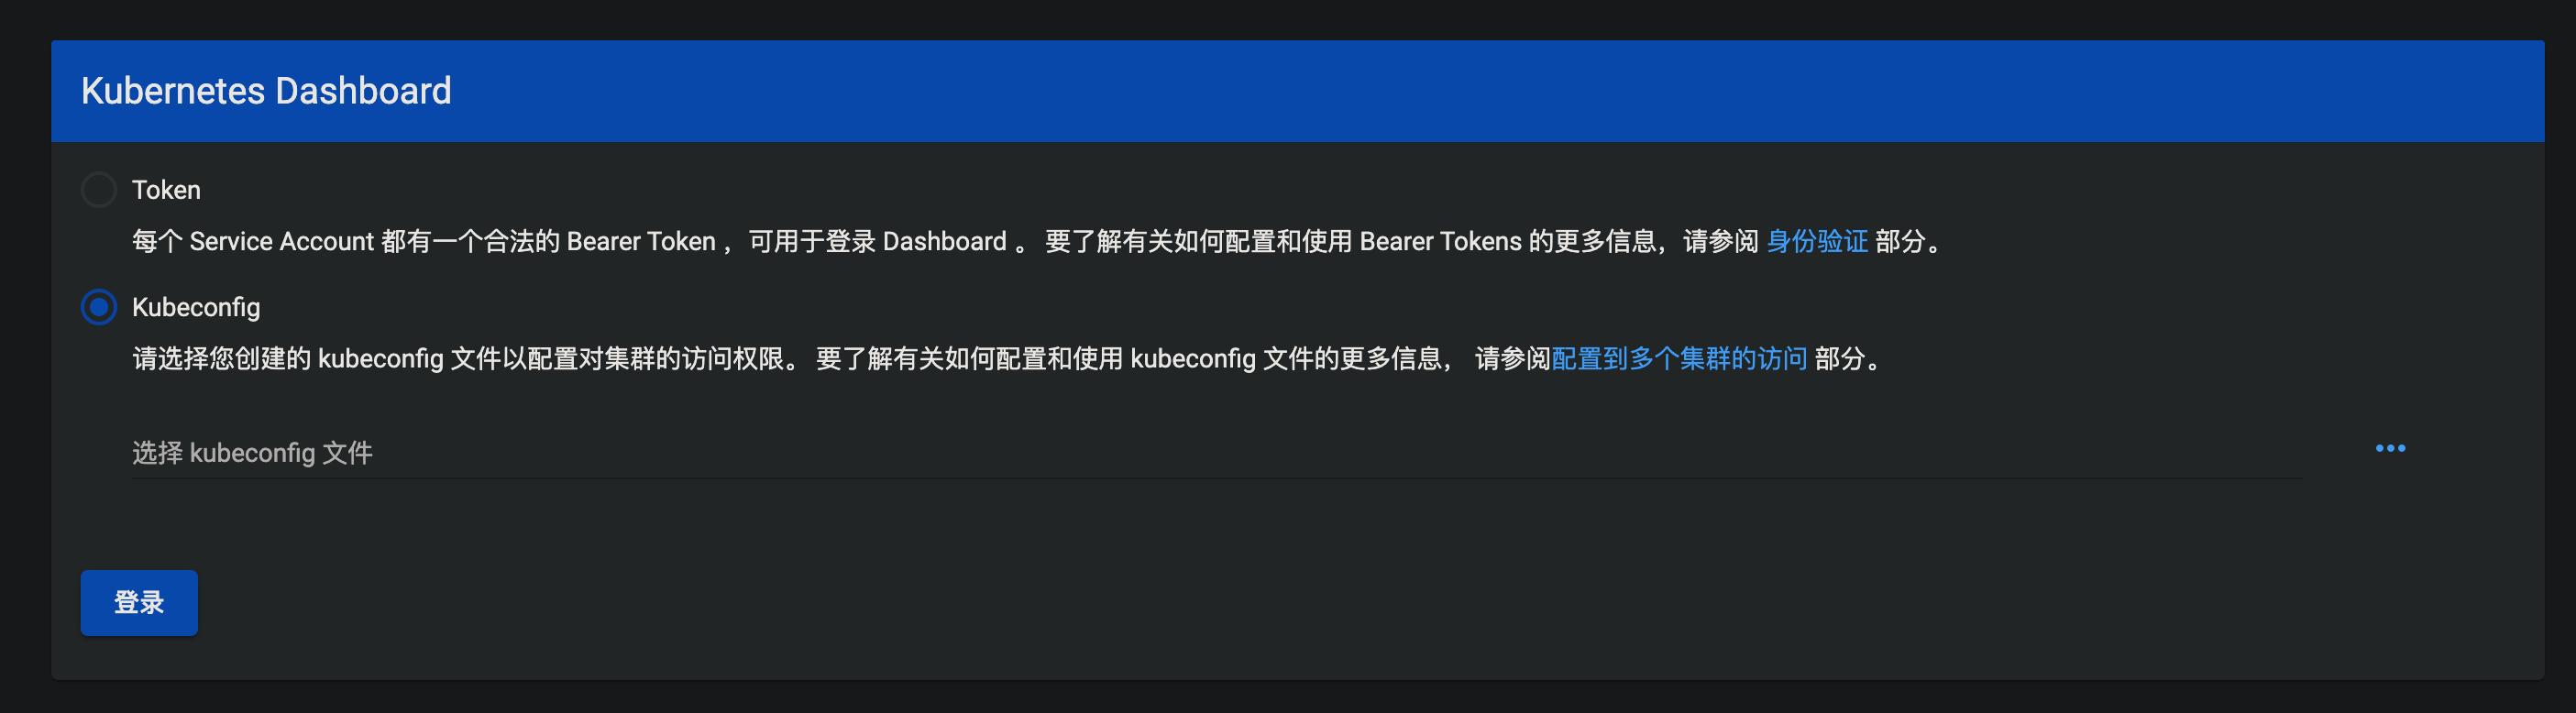 Kubernetes Dashboard
Token
每个 Service Account 都有一个合法的 Bearer Token ，可用于登录 Dashboard 。 要了解有关如何配置和使用 Bearer Tokens 的更多信息，请参阅 身份验证 部分。
Kubeconfig
请选择您创建的 kubeconfig 文件以配置对集群的访问权限。 要了解有关如何配置和使用 kubeconfig 文件的更多信息， 请参阅配置到多个集群的访问 部分。
选择 kubeconfig 文件
登录